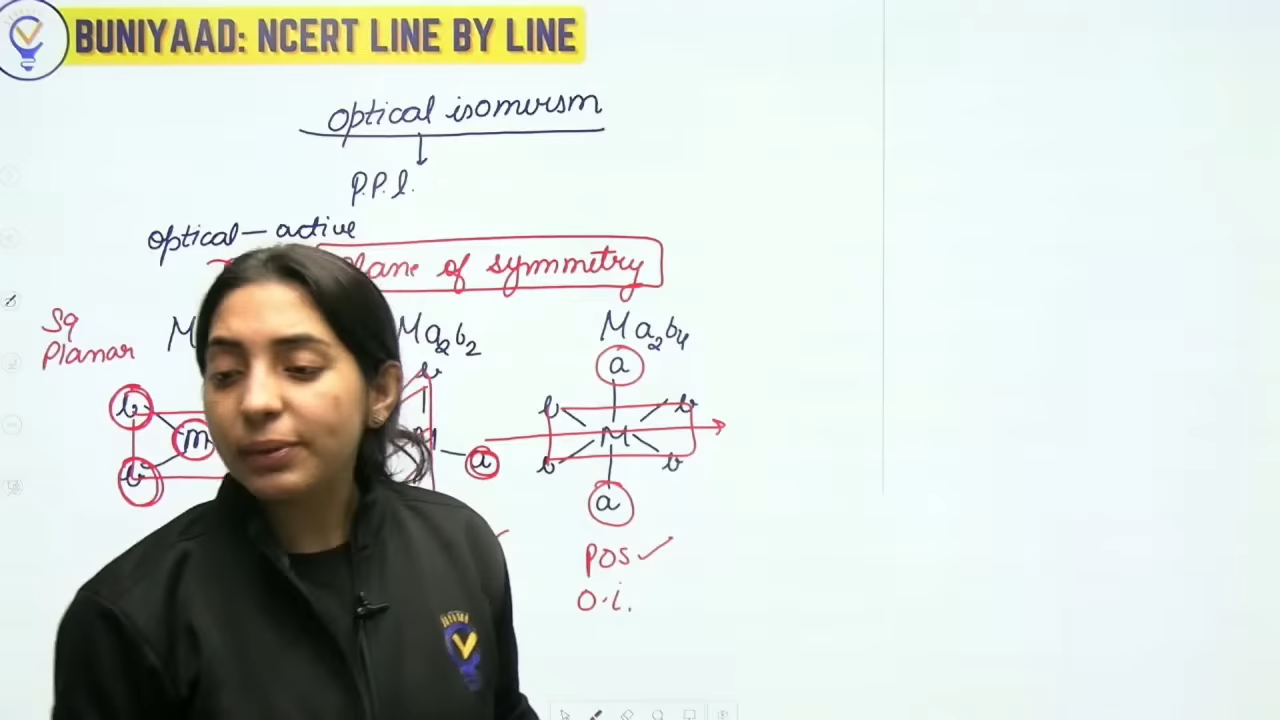 BUNIYAAD: NCERT LINE BY LINE
optical isomerism
P.P.l.
optical - active
plane of symmetry
Sq
Planar
M
Ma2b2
Ma2b4
b
a
b
M
b
b
M
a
b
b
b
a
POS ✓
O.i.